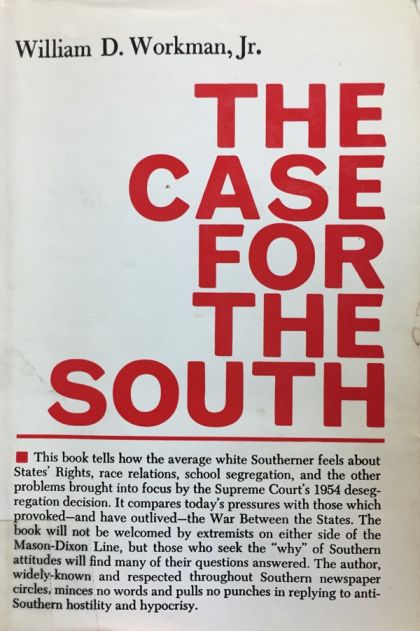 William D. Workman, Jr.
THE
CASE
FOR
THE
SOUTH
■ This book tells how the average white Southerner feels about
States' Rights, race relations, school segregation, and the other
problems brought into focus by the Supreme Court's 1954 deseg-
regation decision. It compares today's pressures with those which
provoked—and have outlived—the War Between the States. The
book will not be welcomed by extremists on either side of the
Mason-Dixon Line, but those who seek the "why" of Southern
attitudes will find many of their questions answered. The author,
widely-known and respected throughout Southern newspaper
circles, minces no words and pulls no punches in replying to anti-
Southern hostility and hypocrisy.